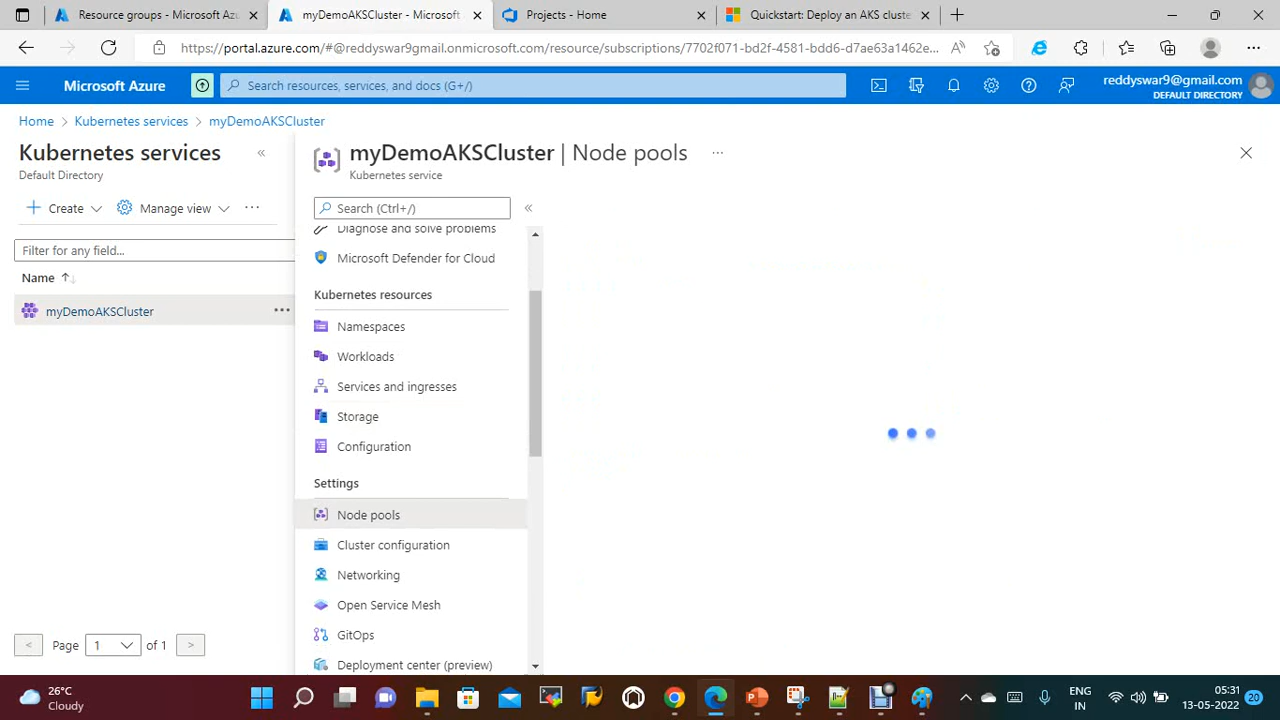 Resource groups - Microsoft Az
myDemoAKSCluster - Microsoft
Projects - Home
Quickstart: Deploy an AKS cluste
https://portal.azure.com/#@reddyswar9gmail.onmicrosoft.com/resource/subscriptions/7702f071-bd2f-4581-bdd6-d7ae63a1462e...
Microsoft Azure
Search resources, services, and docs (G+/)
reddyswar9@gmail.com
DEFAULT DIRECTORY
Home > Kubernetes services > myDemoAKSCluster
Kubernetes services
Default Directory
Create
Manage view
Filter for any field...
Name
myDemoAKSCluster
< Page 1 of 1 >
myDemoAKSCluster | Node pools
Kubernetes service
Search (Ctrl+/)
Diagnose and solve problems
Microsoft Defender for Cloud
Kubernetes resources
Namespaces
Workloads
Services and ingresses
Storage
Configuration
Settings
Node pools
Cluster configuration
Networking
Open Service Mesh
GitOps
Deployment center (preview)
26°C
Cloudy
ENG
IN
05:31
13-05-2022
20